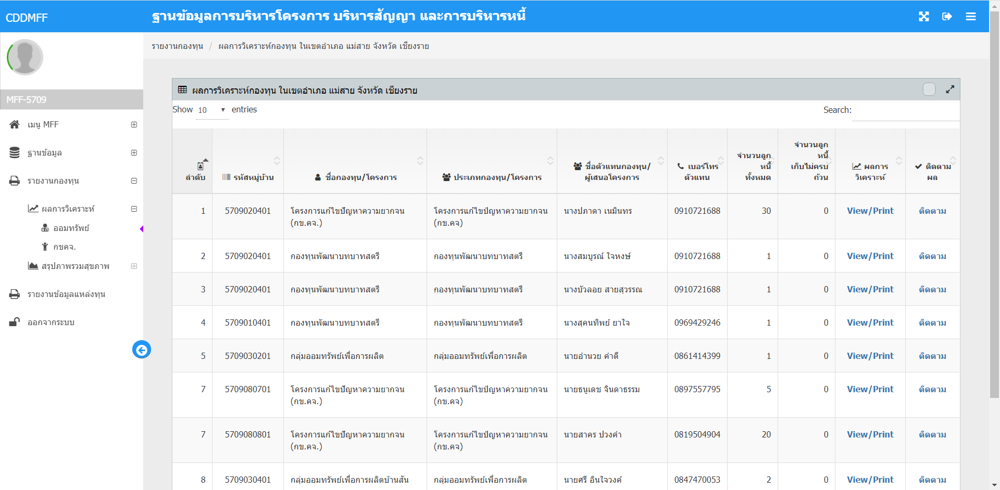 CDDMFF
ฐานข้อมูลการบริหารโครงการ บริหารสัญญา และการบริหารหนี้
รายงานกองทุน / ผลการวิเคราะห์กองทุน ในเขตอำเภอ แม่สาย จังหวัด เชียงราย
MFF-5709
เมนู MFF
ฐานข้อมูล
รายงานกองทุน
ผลการวิเคราะห์
ออมทรัพย์
กขคจ.
สรุปภาพรวมสุขภาพ
รายงานข้อมูลแหล่งทุน
ออกจากระบบ
ผลการวิเคราะห์กองทุน ในเขตอำเภอ แม่สาย จังหวัด เชียงราย
Show 10 entries Search:
ลำดับ
รหัสหมู่บ้าน
ชื่อกองทุน/โครงการ
ประเภทกองทุน/โครงการ
ชื่อตัวแทนกองทุน/
ผู้เสนอโครงการ
เบอร์โทร
ตัวแทน
จำนวนลูก
หนี้
ทั้งหมด
จำนวนลูก
หนี้
เก็บไม่ครบ
ถ้วน
ผลการ
วิเคราะห์
ติดตาม
ผล
1 5709020401 โครงการแก้ไขปัญหาความยากจน โครงการแก้ไขปัญหาความยากจน นางปภาดา เนมินทร 0910721688 30 0 View/Print ติดตาม
(กข.คจ.) (กข.คจ)
2 5709020401 กองทุนพัฒนาบทบาทสตรี กองทุนพัฒนาบทบาทสตรี นางสมบูรณ์ ใจหงษ์ 0910721688 1 0 View/Print ติดตาม
3 5709020401 กองทุนพัฒนาบทบาทสตรี กองทุนพัฒนาบทบาทสตรี นางบัวลอย สายสุวรรณ 0910721688 1 0 View/Print ติดตาม
4 5709010401 กองทุนพัฒนาบทบาทสตรี กองทุนพัฒนาบทบาทสตรี นางสุคนทิพย์ ยาใจ 0969429246 1 0 View/Print ติดตาม
5 5709030201 กลุ่มออมทรัพย์เพื่อการผลิต กลุ่มออมทรัพย์เพื่อการผลิต นายอำนวย คำดี 0861414399 1 0 View/Print ติดตาม
7 5709080701 โครงการแก้ไขปัญหาความยากจน โครงการแก้ไขปัญหาความยากจน นายธนูเดช จินดาธรรม 0897557795 5 0 View/Print ติดตาม
(กข.คจ.) (กข.คจ)
7 5709080801 โครงการแก้ไขปัญหาความยากจน โครงการแก้ไขปัญหาความยากจน นายสาคร ปวงคำ 0819504904 20 0 View/Print ติดตาม
(กข.คจ.) (กข.คจ)
8 5709030401 กลุ่มออมทรัพย์เพื่อการผลิตบ้านสัน กลุ่มออมทรัพย์เพื่อการผลิต นายศรี อินใจวงค์ 0847470053 2 0 View/Print ติดตาม